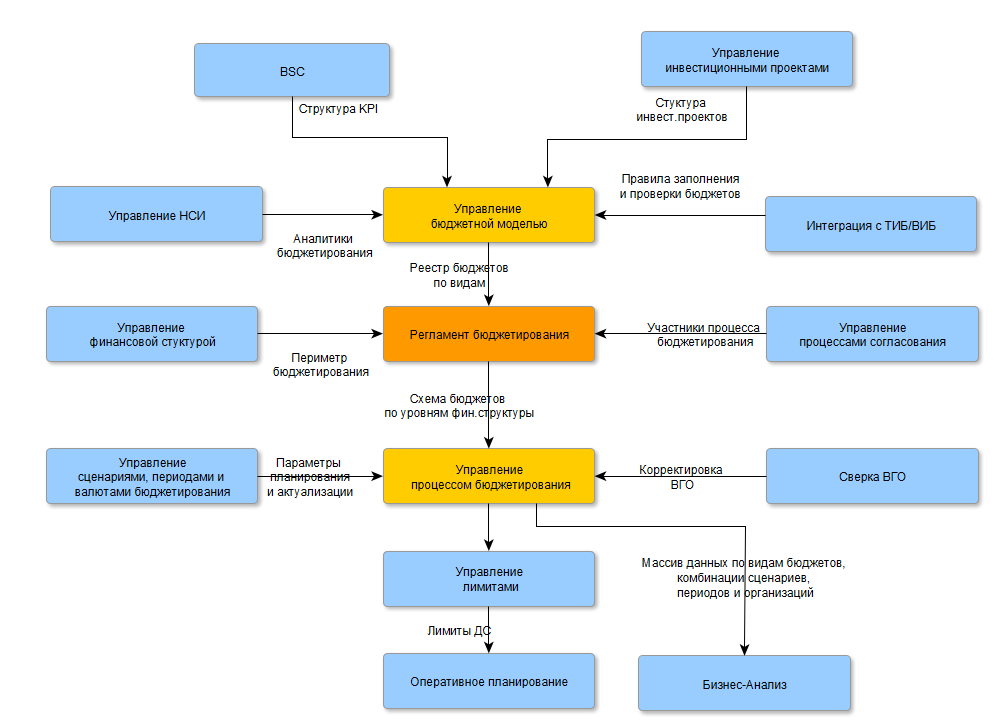 BSC
Управление
инвестиционными проектами
Структура KPI
Стуктура
инвест.проектов
Управление НСИ
Аналитики
бюджетирования
Управление
бюджетной моделью
Правила заполнения
и проверки бюджетов
Интеграция с ТИБ/ВИБ
Реестр бюджетов
по видам
Управление
финансовой стуктурой
Периметр
бюджетирования
Регламент бюджетирования
Участники процесса
бюджетирования
Управление
процессами согласования
Схема бюджетов
по уровням фин.структуры
Управление
сценариями, периодами и
валютами бюджетирования
Параметры
планирования
и актуализации
Управление
процессом бюджетирования
Корректировка
ВГО
Сверка ВГО
Управление
лимитами
Массив данных по видам бюджетов,
комбинации сценариев,
периодов и организаций
Лимиты ДС
Оперативное планирование
Бизнес-Анализ